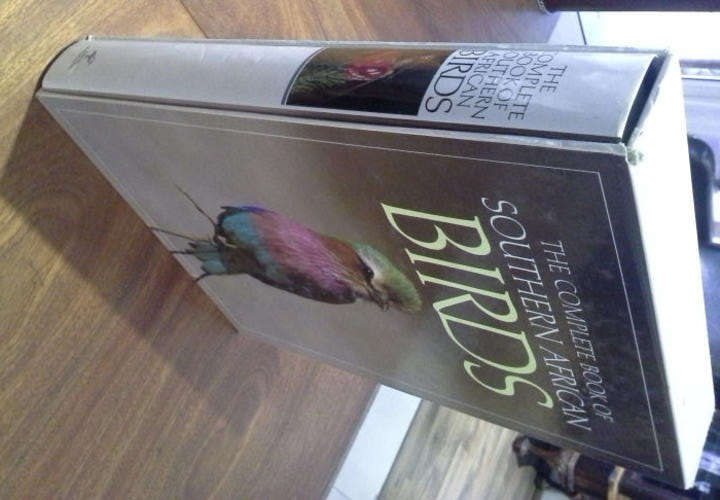 THE
COMPLETE
BOOK OF
SOUTHERN
AFRICAN
BIRDS
THE COMPLETE BOOK OF
SOUTHERN AFRICAN
BIRDS